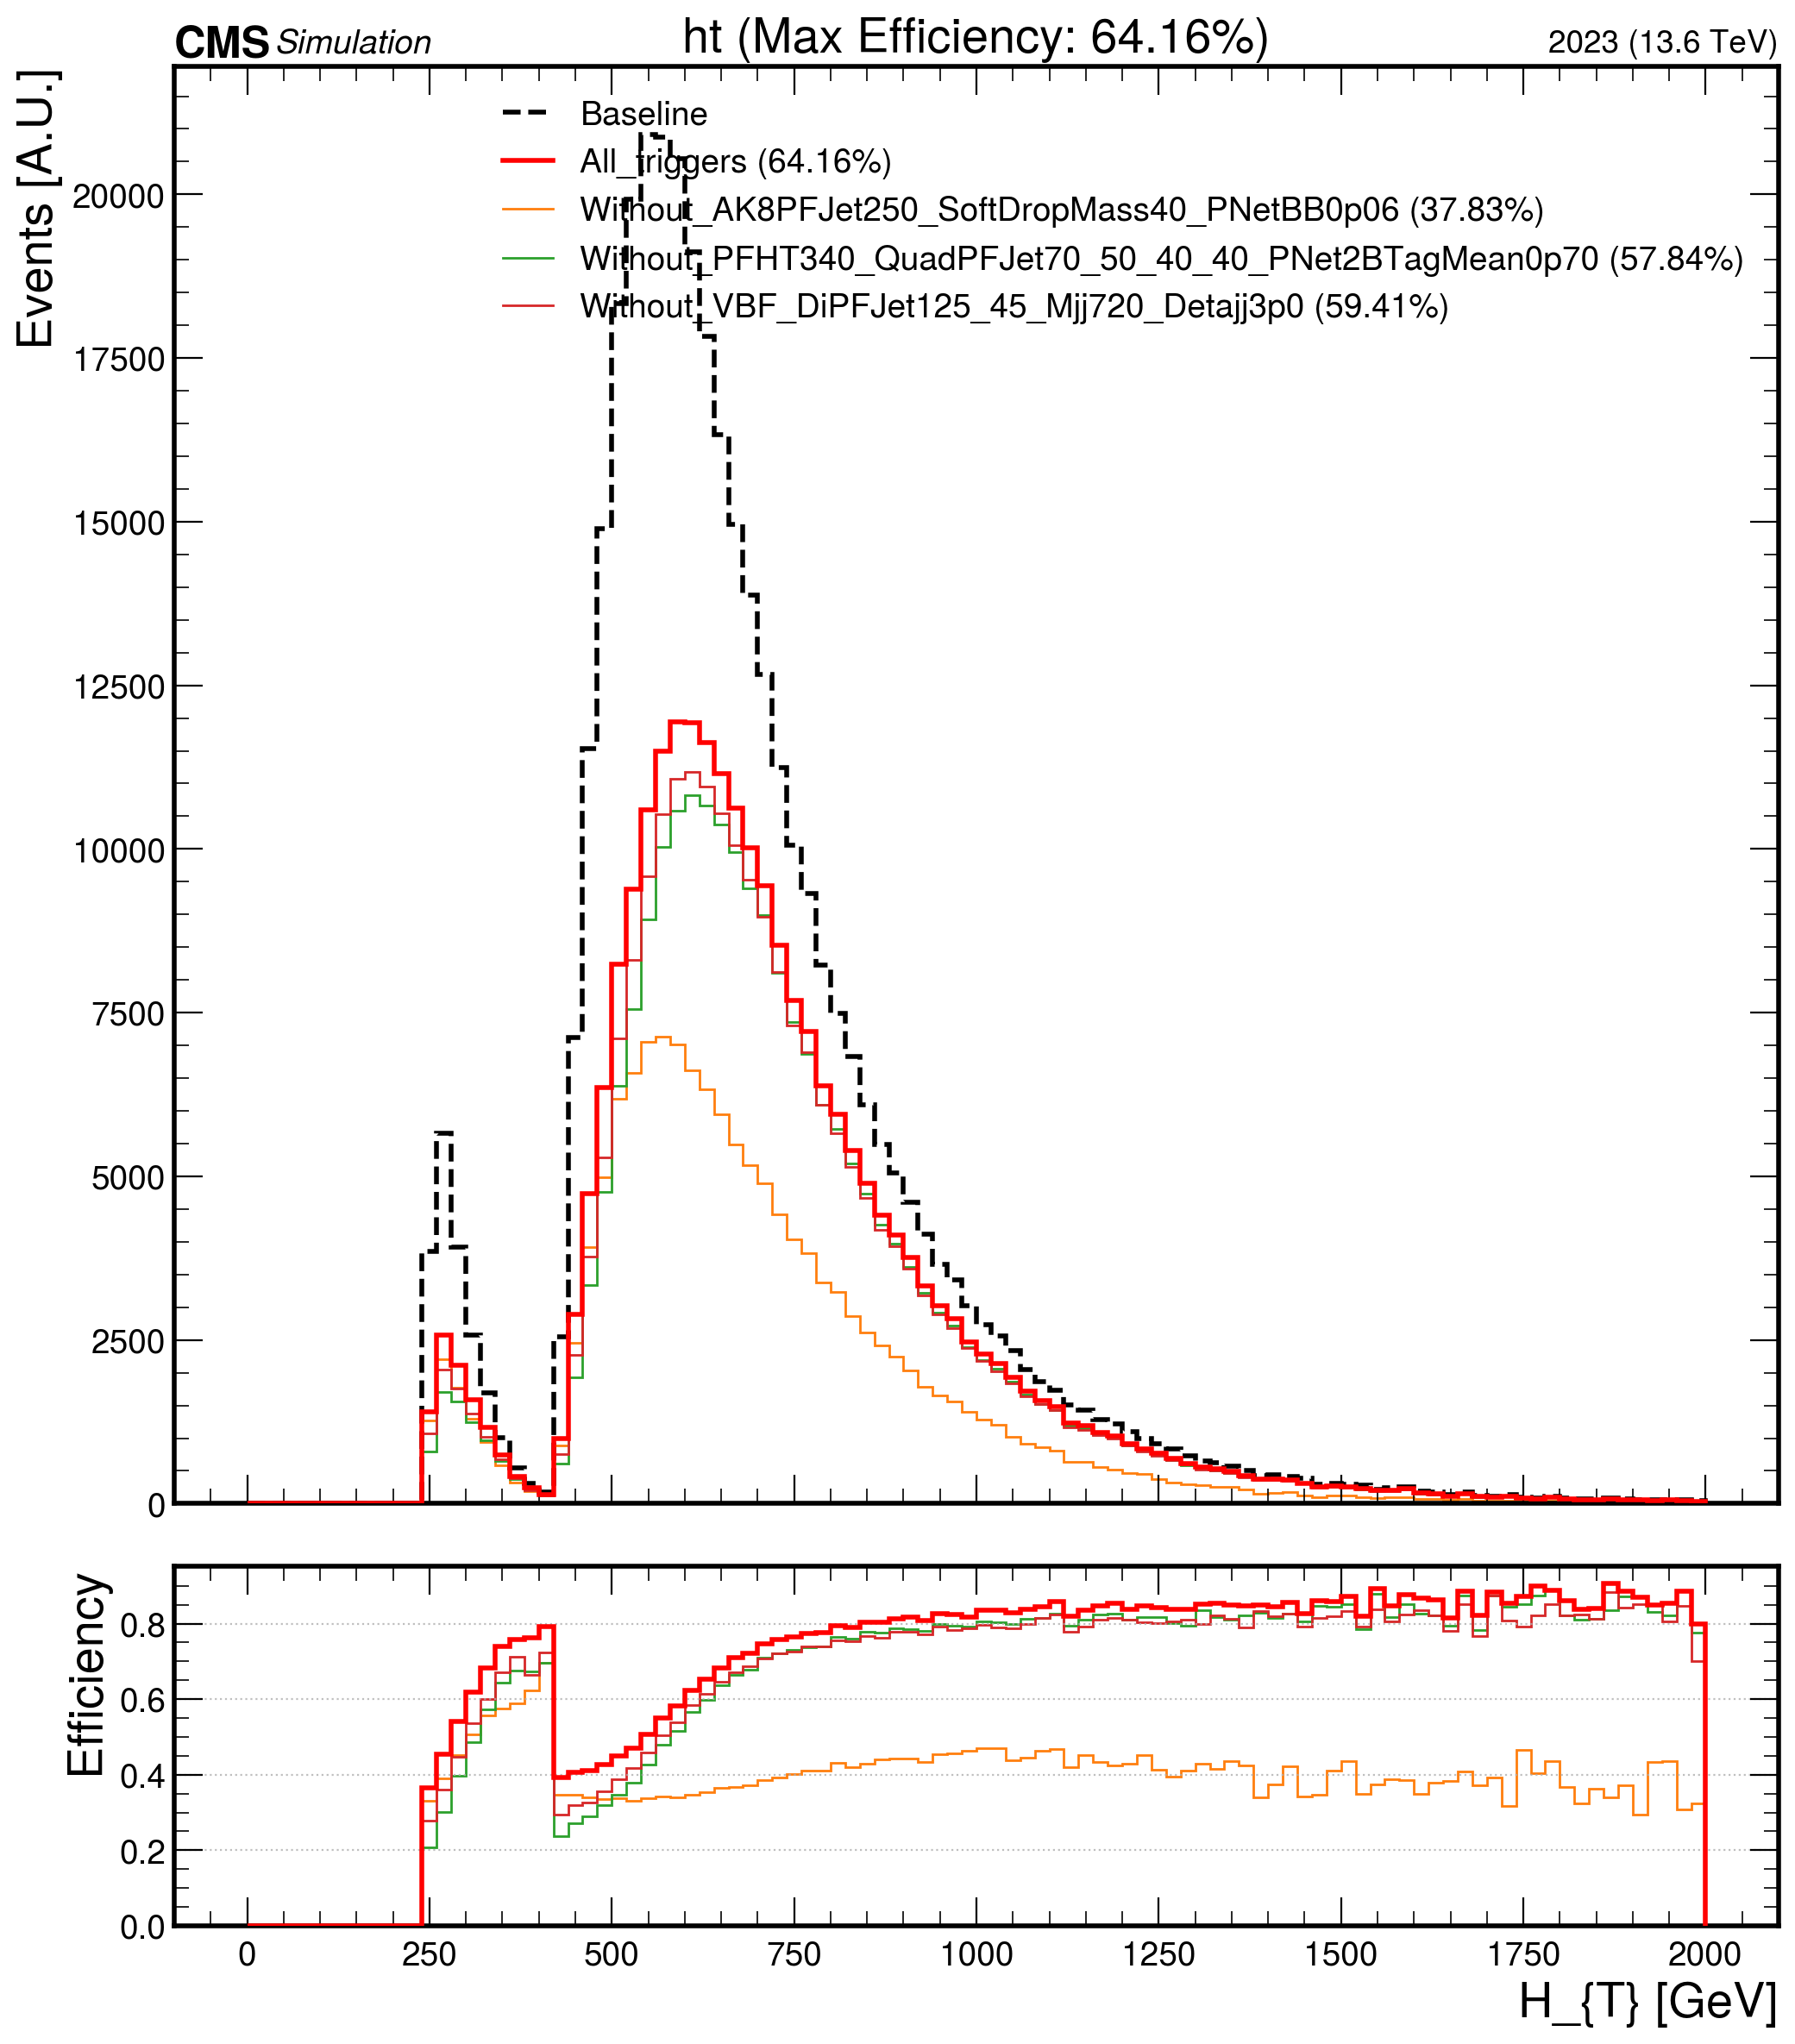 CMS Simulation
ht (Max Efficiency: 64.16%)
2023 (13.6 TeV)
Events [A.U.]
Baseline
All_triggers (64.16%)
Without_AK8PFJet250_SoftDropMass40_PNetBB0p06 (37.83%)
Without_PFHT340_QuadPFJet70_50_40_40_PNet2BTagMean0p70 (57.84%)
Without_VBF_DiPFJet125_45_Mjj720_Detajj3p0 (59.41%)
20000
17500
15000
12500
10000
7500
5000
2500
0
Efficiency
0.8
0.6
0.4
0.2
0.0
0 250 500 750 1000 1250 1500 1750 2000
H_{T} [GeV]